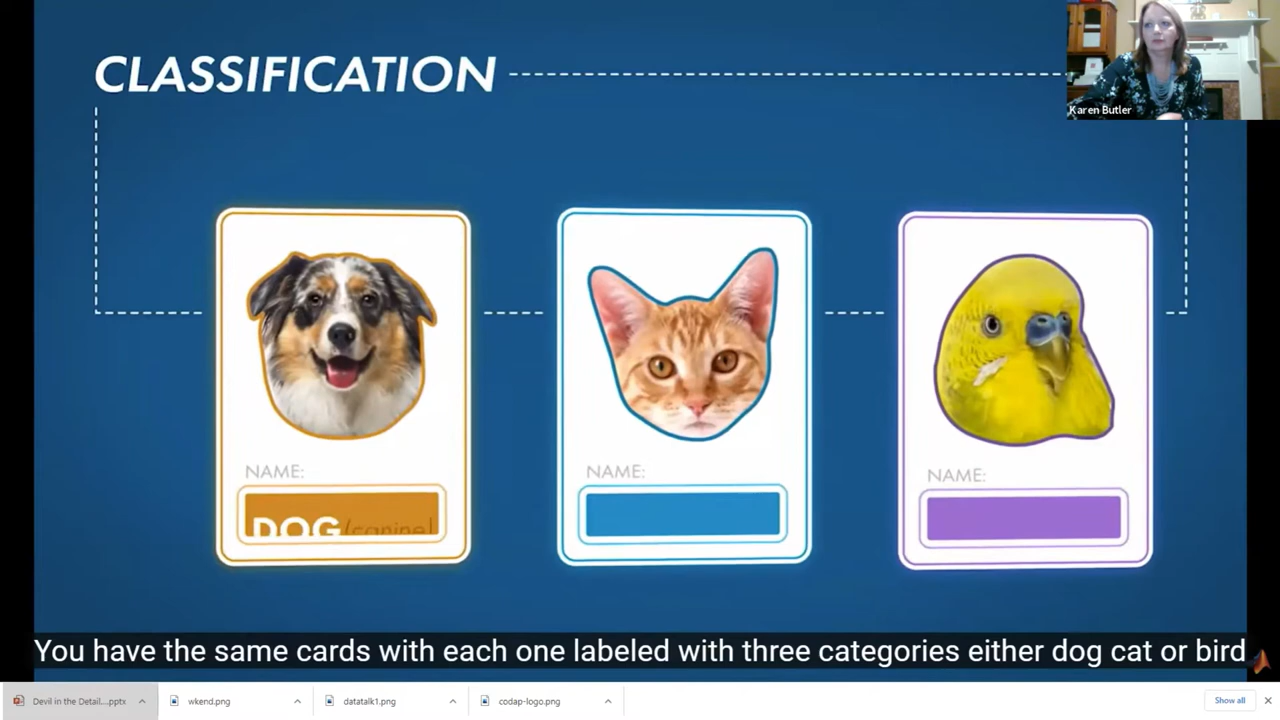 CLASSIFICATION
Karen Butler
NAME:
NAME:
NAME:
DOG (canine)
You have the same cards with each one labeled with three categories either dog cat or bird
Devil in the Detail....pptx
wkend.png
datatalk1.png
codap-logo.png
Show all